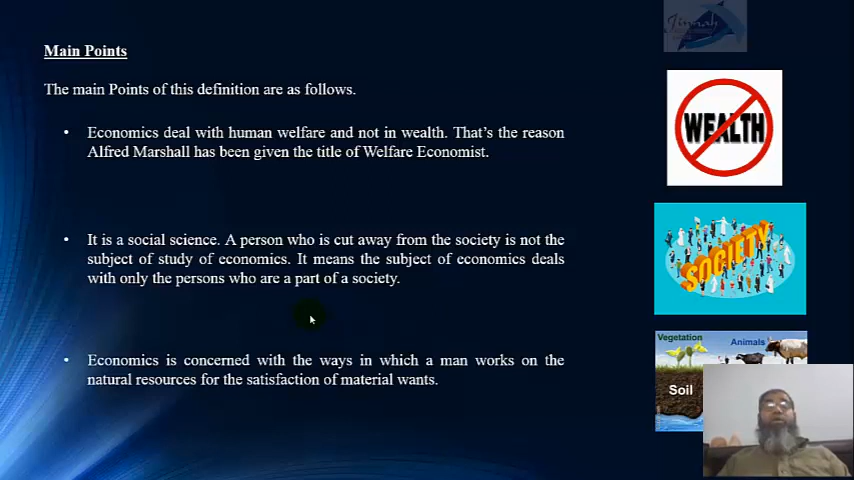 Jinnah
Main Points
The main Points of this definition are as follows.
• Economics deal with human welfare and not in wealth. That's the reason
Alfred Marshall has been given the title of Welfare Economist.
WEALTH
• It is a social science. A person who is cut away from the society is not the
subject of study of economics. It means the subject of economics deals
with only the persons who are a part of a society.
SOCIETY
• Economics is concerned with the ways in which a man works on the
natural resources for the satisfaction of material wants.
Vegetation
Animals
Soil